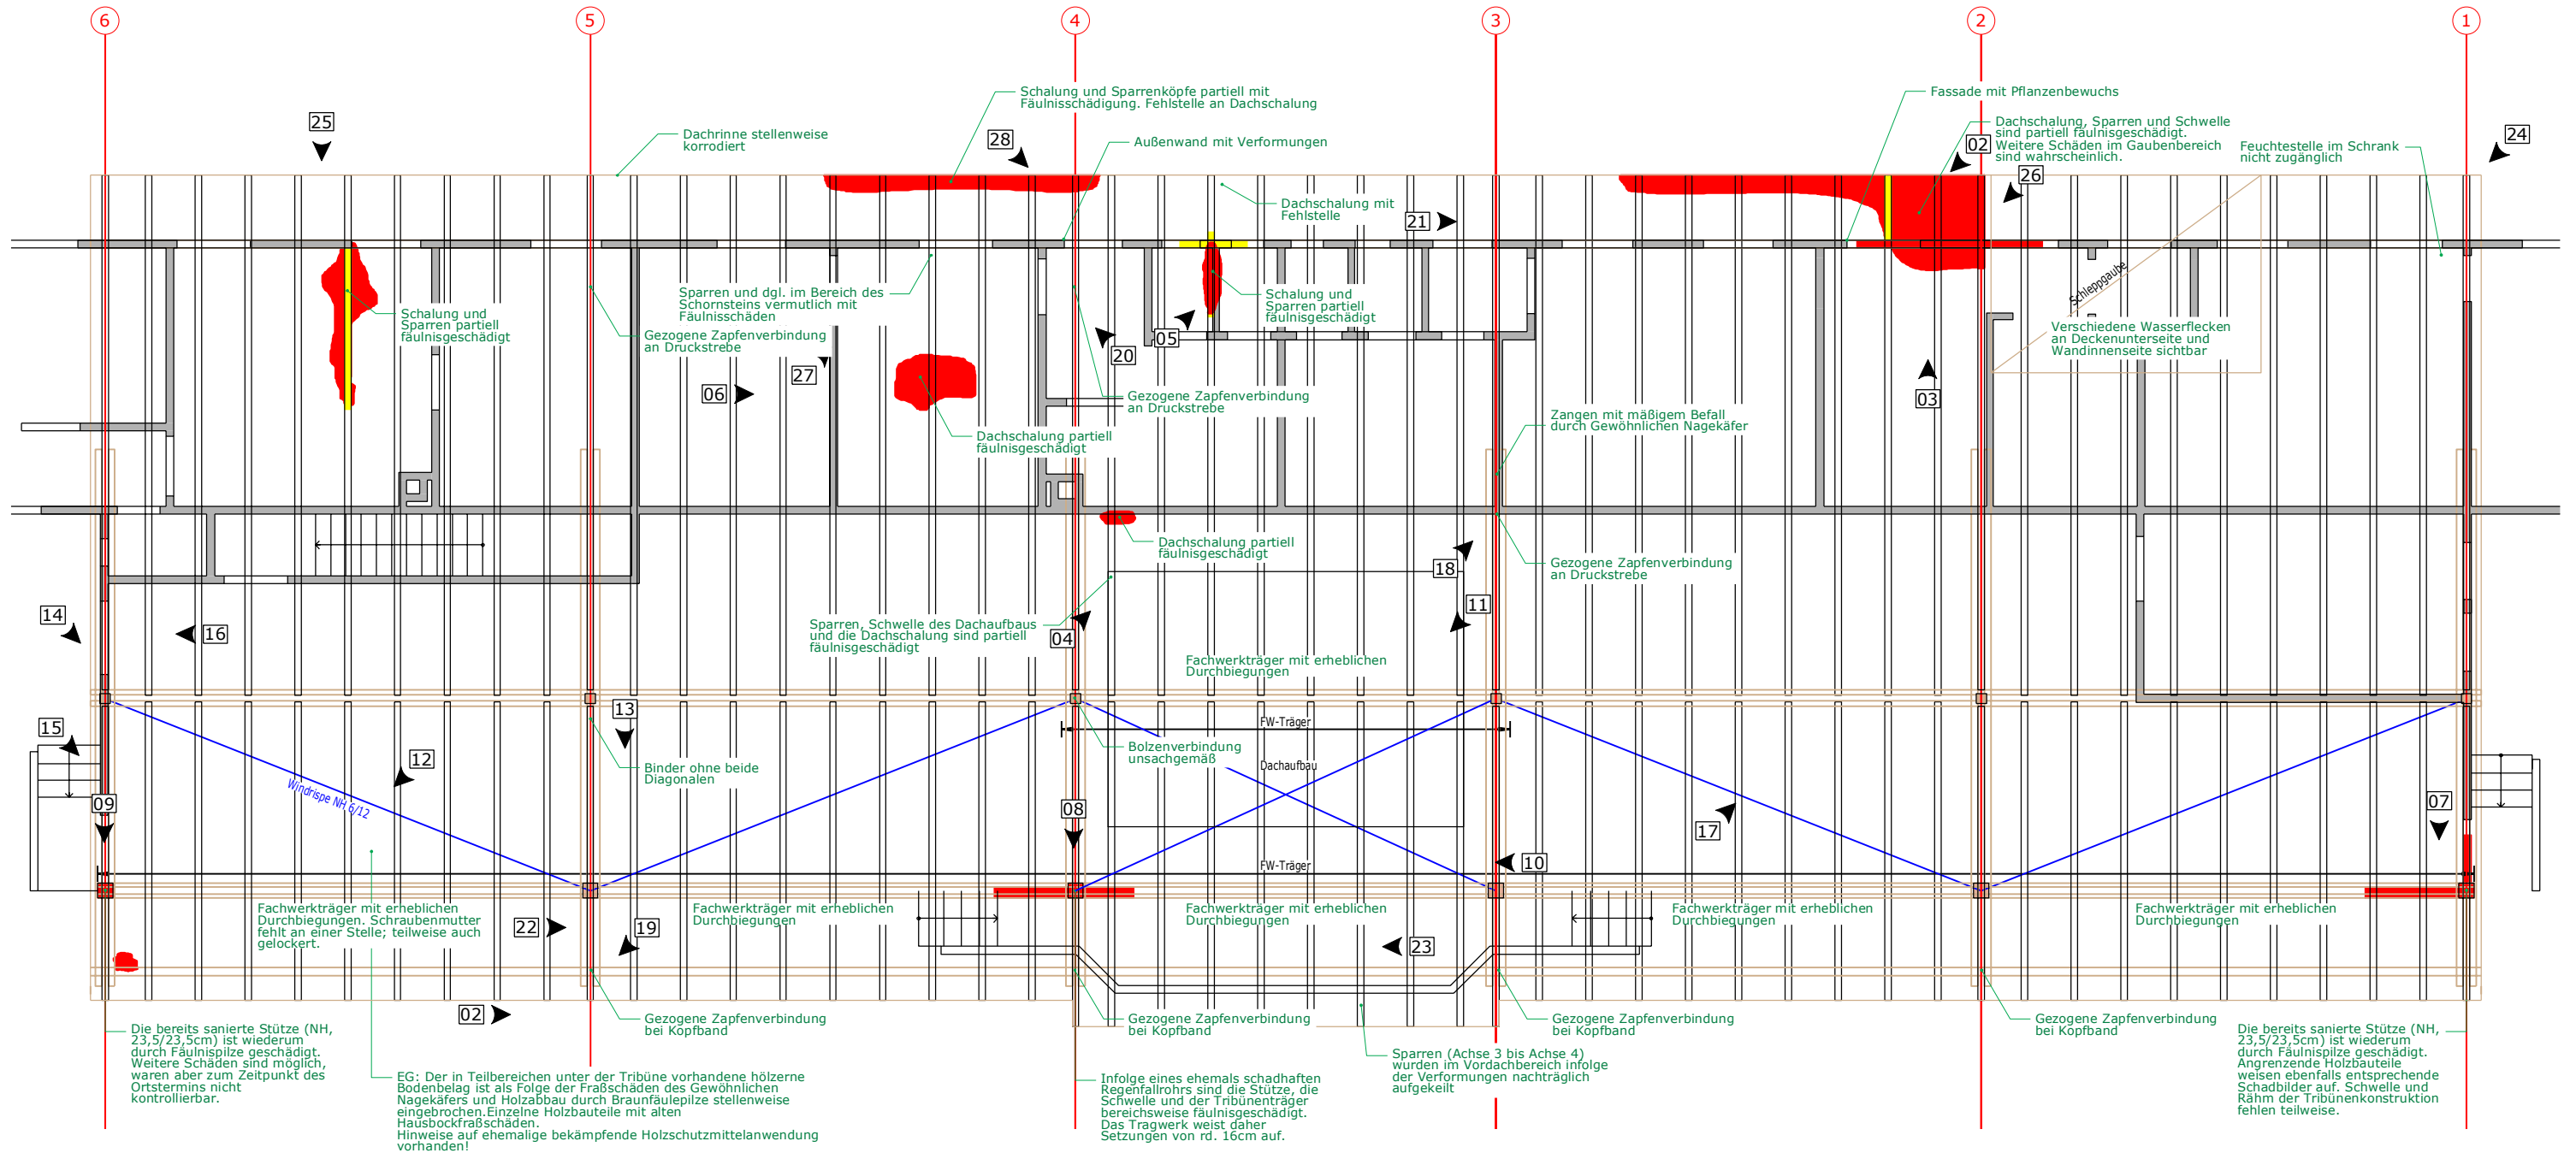 6
5
4
3
2
1
25
Dachrinne stellenweise
korrodiert
Schalung und Sparrenköpfe partiell mit
Fäulnisschädigung. Fehlstelle an Dachschalung
28
Außenwand mit Verformungen
Fassade mit Pflanzenbewuchs
Dachschalung, Sparren und Schwelle
sind partiell fäulnisgeschädigt.
Weitere Schäden im Gaubenbereich
sind wahrscheinlich.
02
26
Feuchtestelle im Schrank
nicht zugänglich
24
Dachschalung mit
Fehlstelle
21
Schalung und
Sparren partiell
fäulnisgeschädigt
Sparren und dgl. im Bereich des
Schornsteins vermutlich mit
Fäulnisschäden
Gezogene Zapfenverbindung
an Druckstrebe
Schalung und
Sparren partiell
fäulnisgeschädigt
05
20
Schleppgaube
Verschiedene Wasserflecken
an Deckenunterseite und
Wandinnenseite sichtbar
06
27
03
Gezogene Zapfenverbindung
an Druckstrebe
Zangen mit mäßigem Befall
durch Gewöhnlichen Nagekäfer
Dachschalung partiell
fäulnisgeschädigt
Dachschalung partiell
fäulnisgeschädigt
18
Gezogene Zapfenverbindung
an Druckstrebe
14
16
11
Sparren, Schwelle des Dachaufbaus
und die Dachschalung sind partiell
fäulnisgeschädigt
04
Fachwerkträger mit erheblichen
Durchbiegungen
15
13
FW-Träger
12
Binder ohne beide
Diagonalen
Bolzenverbindung
unsachgemäß
Dachaufbau
Windrispe NH 6/12
09
08
17
07
FW-Träger
10
Fachwerkträger mit erheblichen
Durchbiegungen. Schraubenmutter
fehlt an einer Stelle; teilweise auch
gelockert.
22
19
Fachwerkträger mit erheblichen
Durchbiegungen
Fachwerkträger mit erheblichen
Durchbiegungen
23
Fachwerkträger mit erheblichen
Durchbiegungen
Fachwerkträger mit erheblichen
Durchbiegungen
02
Die bereits sanierte Stütze (NH,
23,5/23,5cm) ist wiederum
durch Fäulnispilze geschädigt.
Weitere Schäden sind möglich,
waren aber zum Zeitpunkt des
Ortstermins nicht
kontrollierbar.
Gezogene Zapfenverbindung
bei Kopfband
Gezogene Zapfenverbindung
bei Kopfband
Gezogene Zapfenverbindung
bei Kopfband
Gezogene Zapfenverbindung
bei Kopfband
EG: Der in Teilbereichen unter der Tribüne vorhandene hölzerne
Bodenbelag ist als Folge der Fraßschäden des Gewöhnlichen
Nagekäfers und Holzabbau durch Braunfäulepilze stellenweise
eingebrochen.Einzelne Holzbauteile mit alten
Hausbockfraßschäden.
Hinweise auf ehemalige bekämpfende Holzschutzmittelanwendung
vorhanden!
Infolge eines ehemals schadhaften
Regenfallrohrs sind die Stütze, die
Schwelle und der Tribünenträger
bereichsweise fäulnisgeschädigt.
Das Tragwerk weist daher
Setzungen von rd. 16cm auf.
Sparren (Achse 3 bis Achse 4)
wurden im Vordachbereich infolge
der Verformungen nachträglich
aufgekeilt
Die bereits sanierte Stütze (NH,
23,5/23,5cm) ist wiederum
durch Fäulnispilze geschädigt.
Angrenzende Holzbauteile
weisen ebenfalls entsprechende
Schadbilder auf. Schwelle und
Rähm der Tribünenkonstruktion
fehlen teilweise.